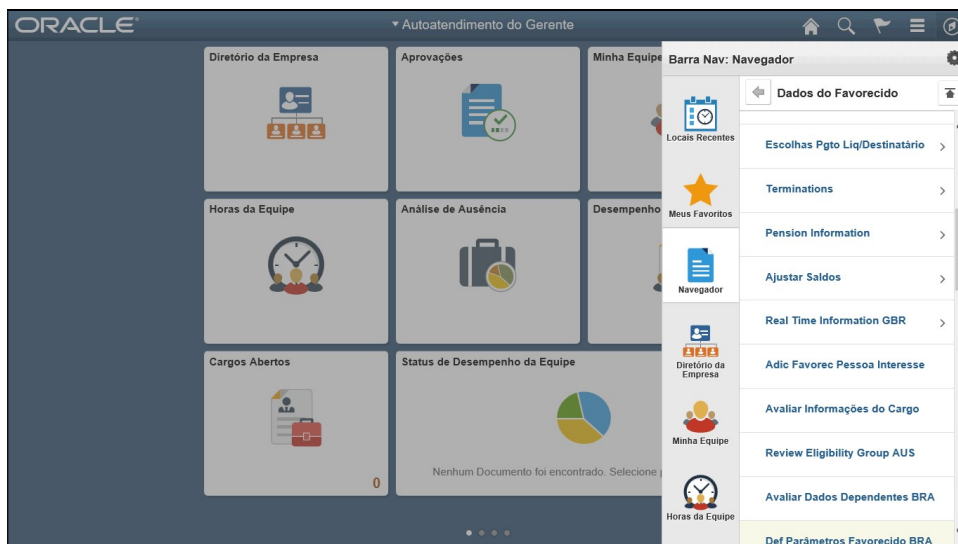 ORACLE
Autoatendimento do Gerente
Diretório da Empresa
Aprovações
Minha Equipe
Horas da Equipe
Análise de Ausência
Desempenho
Cargos Abertos
0
Status de Desempenho da Equipe
Nenhum Documento foi encontrado. Selecione
Barra Nav: Navegador
Locais Recentes
Meus Favoritos
Navegador
Diretório da
Empresa
Minha Equipe
Horas da Equipe
Dados do Favorecido
Escolhas Pgto Liq/Destinatário
Terminations
Pension Information
Ajustar Saldos
Real Time Information GBR
Adic Favorec Pessoa Interesse
Avaliar Informações do Cargo
Review Eligibility Group AUS
Avaliar Dados Dependentes BRA
Def Parâmetros Favorecido BRA